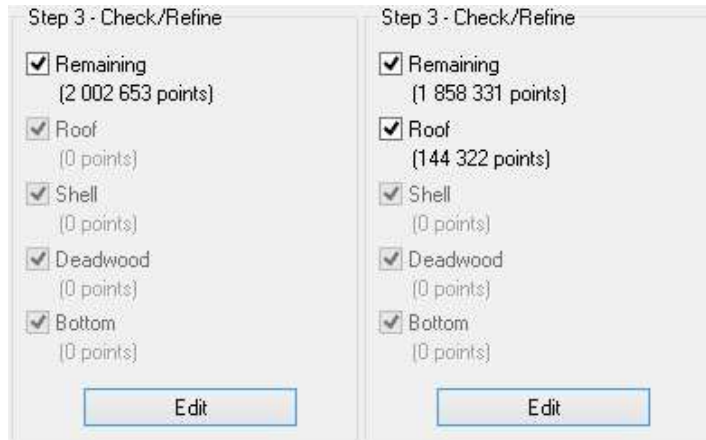 Step 3 - Check/Refine
Remaining
(2 002 653 points)
Roof
(0 points)
Shell
(0 points)
Deadwood
(0 points)
Bottom
(0 points)
Edit
Step 3 - Check/Refine
Remaining
(1 858 331 points)
Roof
(144 322 points)
Shell
(0 points)
Deadwood
(0 points)
Bottom
(0 points)
Edit